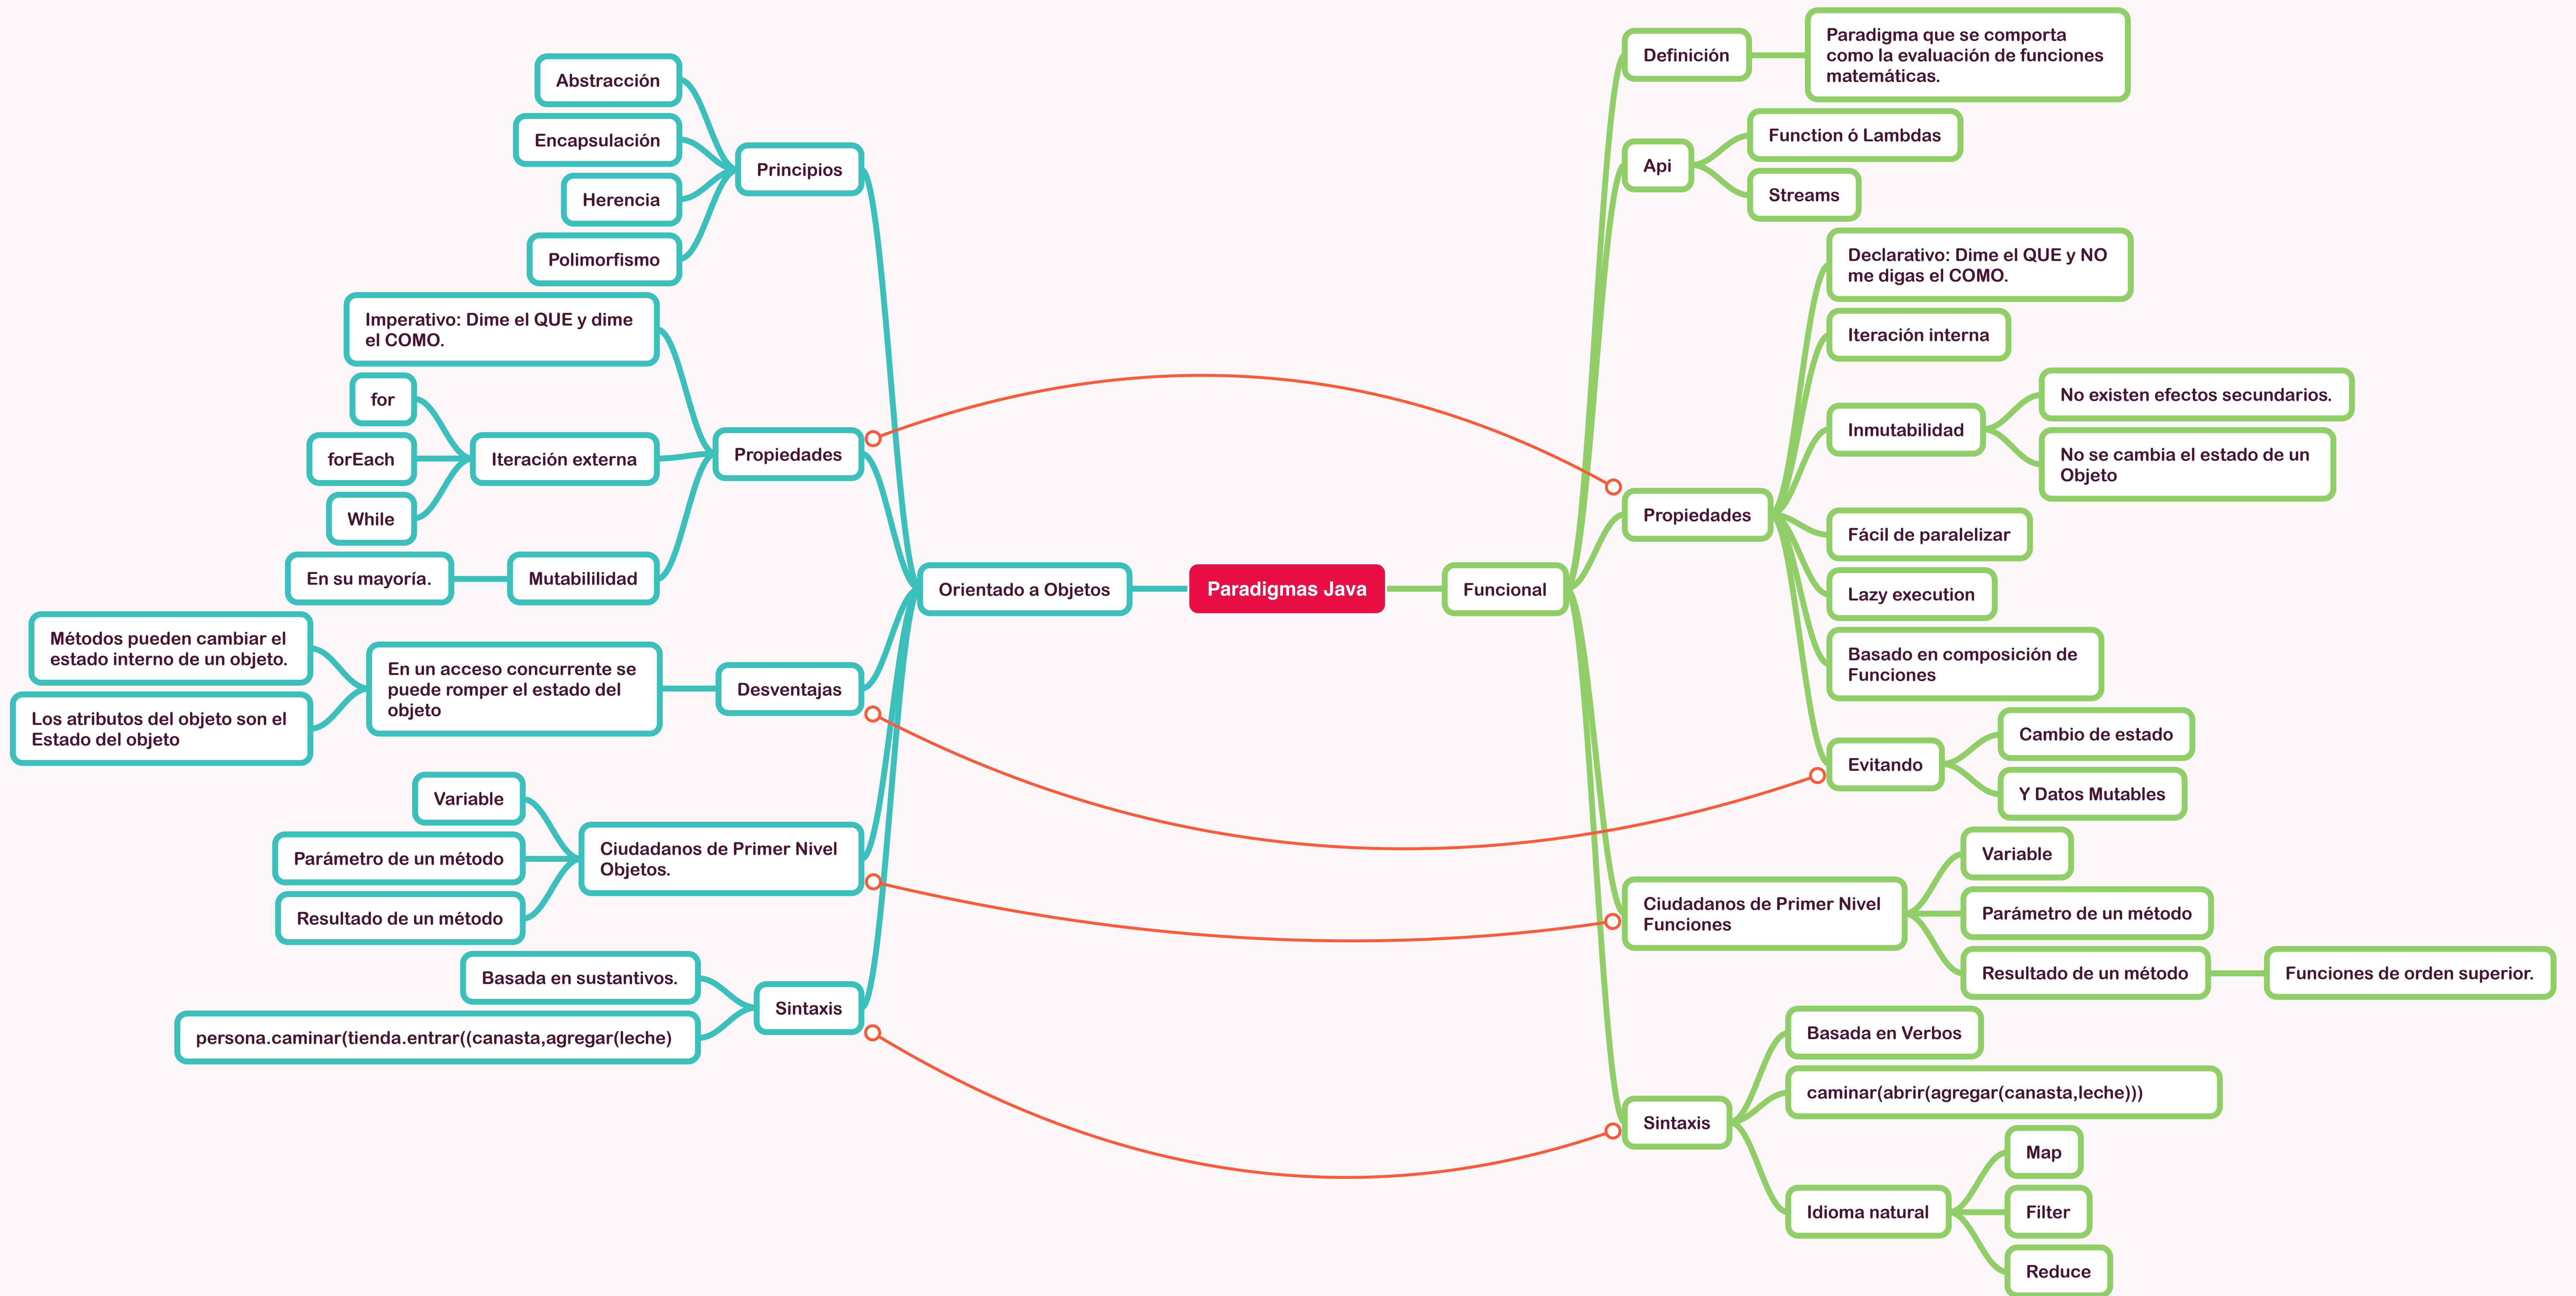 Paradigmas Java
Orientado a Objetos
Principios
Abstracción
Encapsulación
Herencia
Polimorfismo
Propiedades
Imperativo: Dime el QUE y dime
el COMO.
Iteración externa
for
forEach
While
Mutabililidad
En su mayoría.
Desventajas
En un acceso concurrente se
puede romper el estado del
objeto
Métodos pueden cambiar el
estado interno de un objeto.
Los atributos del objeto son el
Estado del objeto
Ciudadanos de Primer Nivel
Objetos.
Variable
Parámetro de un método
Resultado de un método
Sintaxis
Basada en sustantivos.
persona.caminar(tienda.entrar((canasta,agregar(leche)
Funcional
Definición
Paradigma que se comporta
como la evaluación de funciones
matemáticas.
Api
Function ó Lambdas
Streams
Propiedades
Declarativo: Dime el QUE y NO
me digas el COMO.
Iteración interna
Inmutabilidad
No existen efectos secundarios.
No se cambia el estado de un
Objeto
Fácil de paralelizar
Lazy execution
Basado en composición de
Funciones
Evitando
Cambio de estado
Y Datos Mutables
Ciudadanos de Primer Nivel
Funciones
Variable
Parámetro de un método
Resultado de un método
Funciones de orden superior.
Sintaxis
Basada en Verbos
caminar(abrir(agregar(canasta,leche)))
Idioma natural
Map
Filter
Reduce